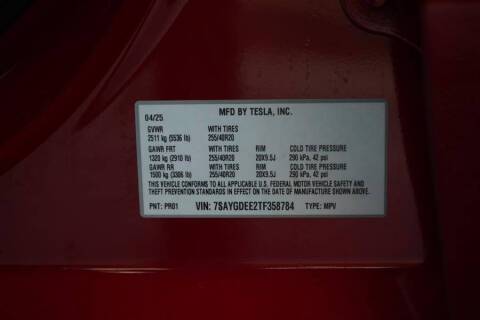 MFD BY TESLA, INC.
04/25
GVWR WITH TIRES
2511 kg (5536 lb) 255/40R20
GAWR FRT WITH TIRES RIM COLD TIRE PRESSURE
1320 kg (2910 lb) 255/40R20 20X9.5J 290 kPa, 42 psi
GAWR RR WITH TIRES RIM COLD TIRE PRESSURE
1500 kg (3306 lb) 255/40R20 20X9.5J 290 kPa, 42 psi
THIS VEHICLE CONFORMS TO ALL APPLICABLE U.S. FEDERAL MOTOR VEHICLE SAFETY AND
THEFT PREVENTION STANDARDS IN EFFECT ON THE DATE OF MANUFACTURE SHOWN ABOVE.
PNT: PR01 VIN: 7SAYGDEE2TF358784 TYPE: MPV